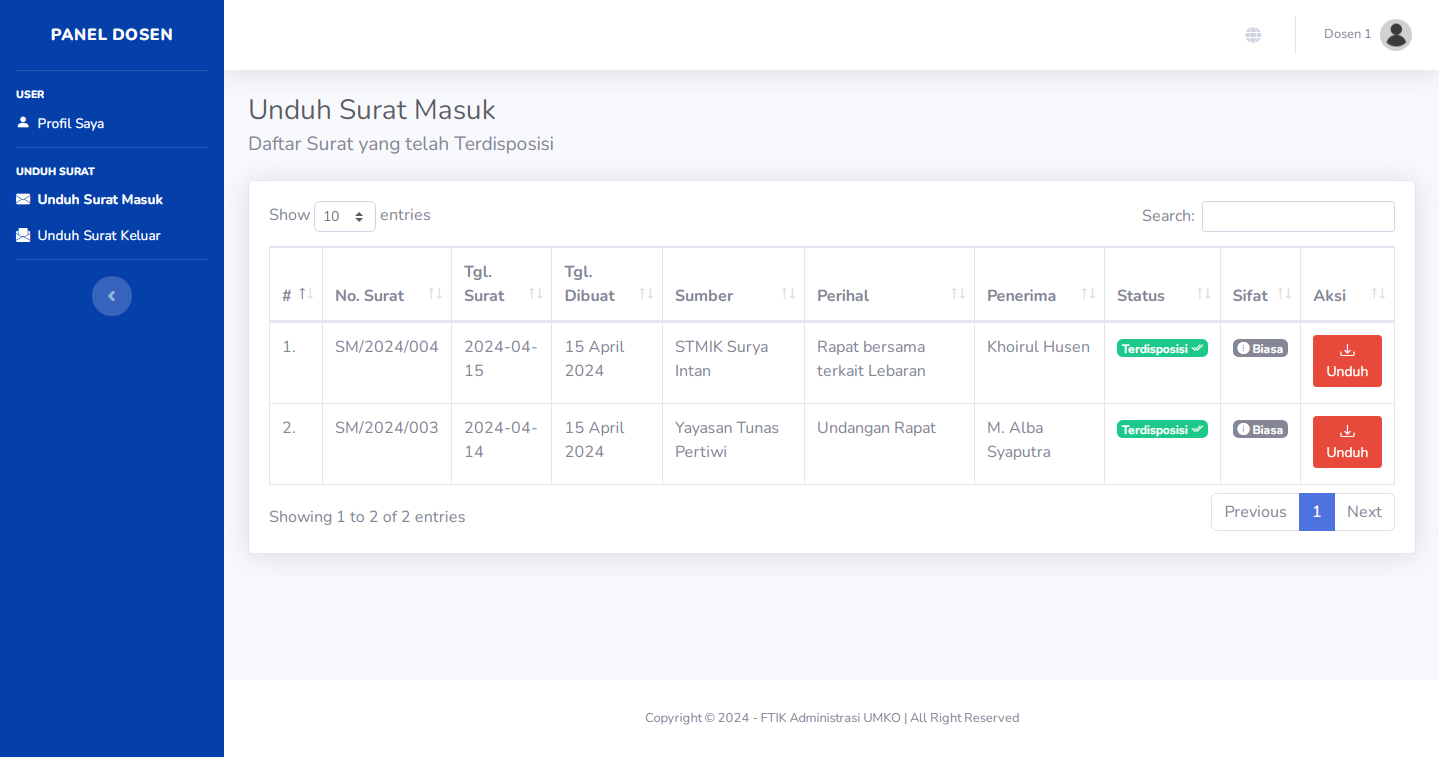 PANEL DOSEN
Dosen 1
USER
Profil Saya
UNDUH SURAT
Unduh Surat Masuk
Unduh Surat Keluar
Unduh Surat Masuk
Daftar Surat yang telah Terdisposisi
Show 10 entries
Search:
# No. Surat Tgl. Surat Tgl. Dibuat Sumber Perihal Penerima Status Sifat Aksi
1. SM/2024/004 2024-04-15 15 April 2024 STMIK Surya Intan Rapat bersama terkait Lebaran Khoirul Husen Terdisposisi Biasa Unduh
2. SM/2024/003 2024-04-14 15 April 2024 Yayasan Tunas Pertiwi Undangan Rapat M. Alba Syaputra Terdisposisi Biasa Unduh
Showing 1 to 2 of 2 entries
Previous 1 Next
Copyright © 2024 - FTIK Administrasi UMKO | All Right Reserved